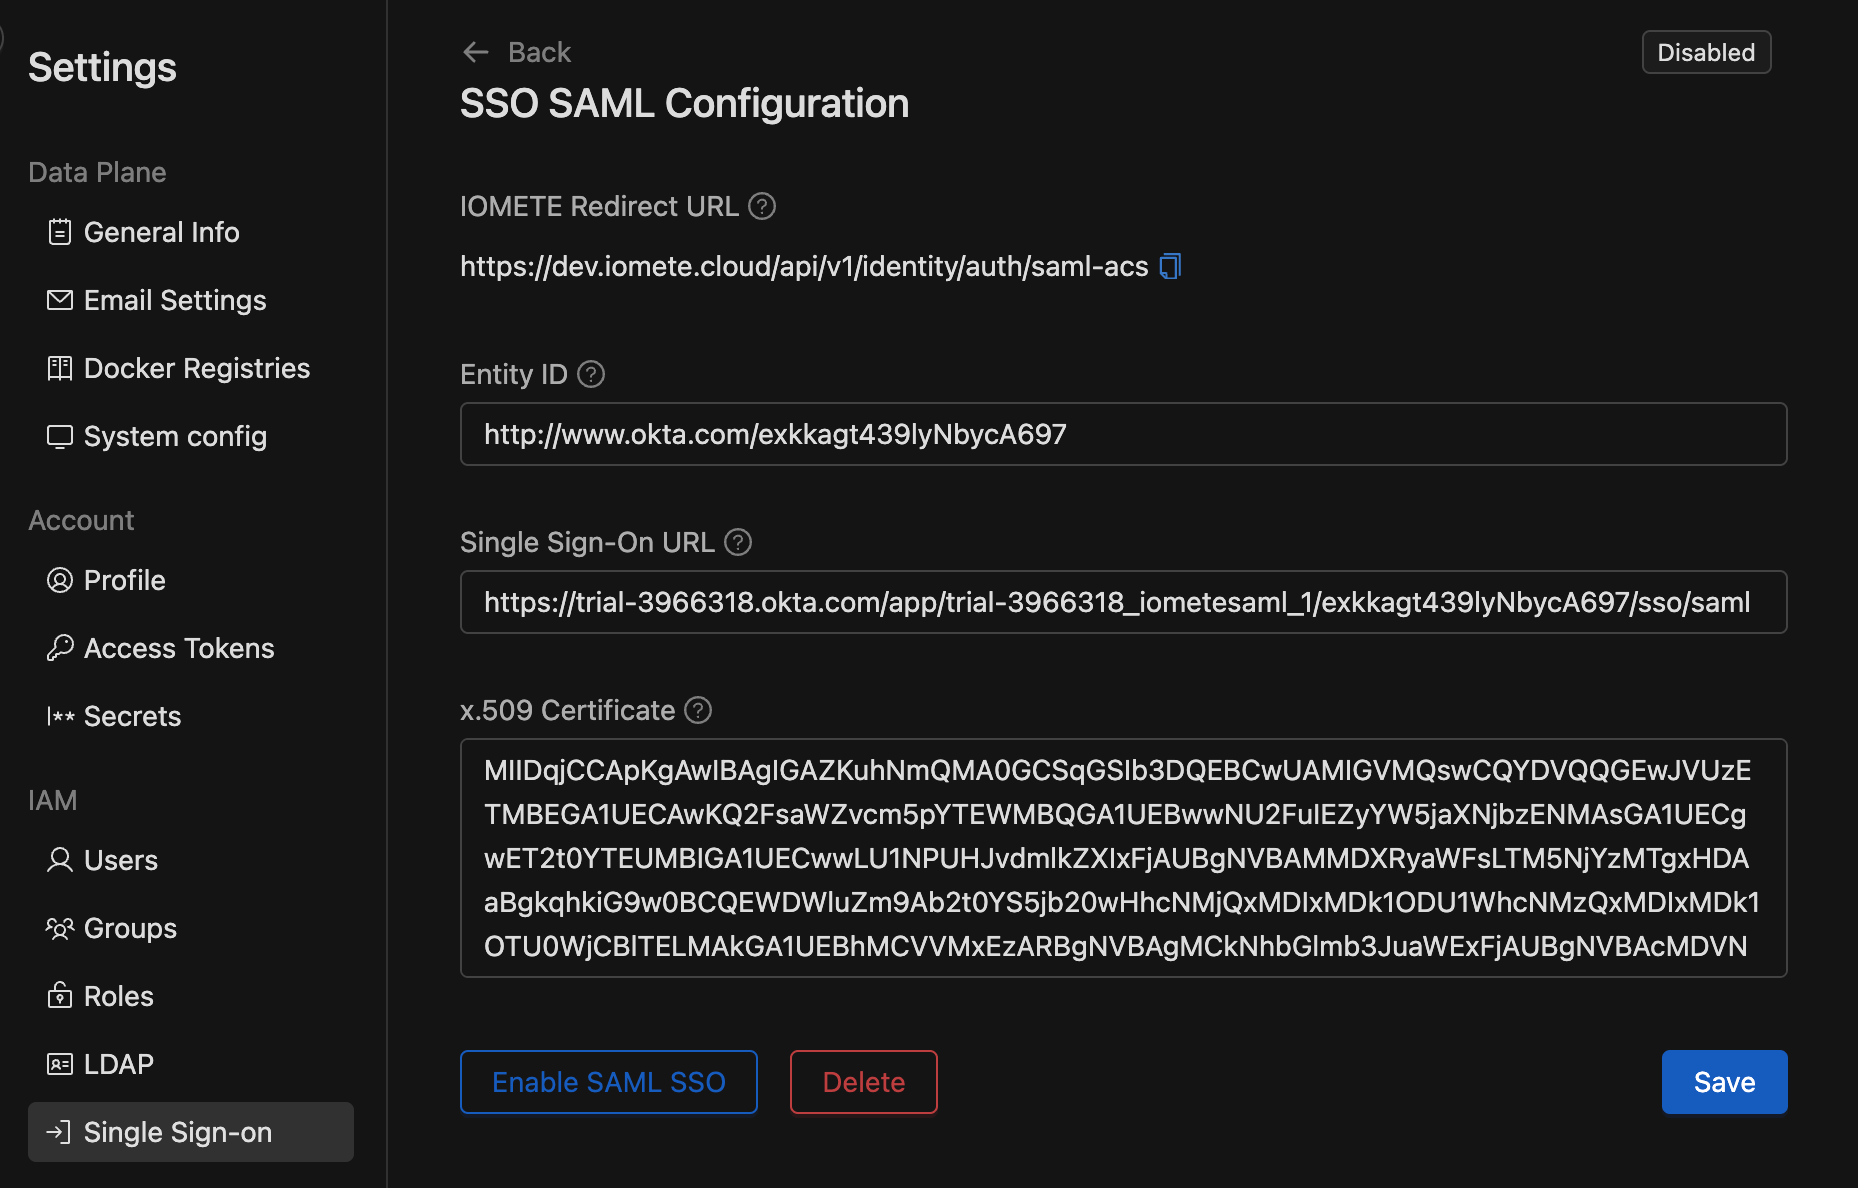 Settings
Data Plane
General Info
Email Settings
Docker Registries
System config
Account
Profile
Access Tokens
Secrets
IAM
Users
Groups
Roles
LDAP
Single Sign-on
Back
Disabled
SSO SAML Configuration
IOMETE Redirect URL
https://dev.iomete.cloud/api/v1/identity/auth/saml-acs
Entity ID
http://www.okta.com/exkkagt439lyNbycA697
Single Sign-On URL
https://trial-3966318.okta.com/app/trial-3966318_iometesaml_1/exkkagt439lyNbycA697/sso/saml
x.509 Certificate
MIIDqjCCApKgAwIBAgIGAZKuhNmQMA0GCSqGSIb3DQEBCwUAMIGVMQswCQYDVQQGEwJVUzE
TMBEGA1UECAwKQ2FsaWZvcm5pYTEWMBQGA1UEBwwNU2FuIEZyYW5jaXNjbzENMAsGA1UECg
wET2t0YTEUMBIGA1UECwwLU1NPUHJvdmlkZXIxFjAUBgNVBAMMDXRyaWFsLTM5NjYzMTgxHDA
aBgkqhkiG9w0BCQEWDWluZm9Ab2t0YS5jb20wHhcNMjQxMDIxMDk1ODU1WhcNMzQxMDIxMDk1
OTU0WjCBlTELMAkGA1UEBhMCVVMxEzARBgNVBAgMCkNhbGlmb3JuaWExFjAUBgNVBAcMDVN
Enable SAML SSO
Delete
Save